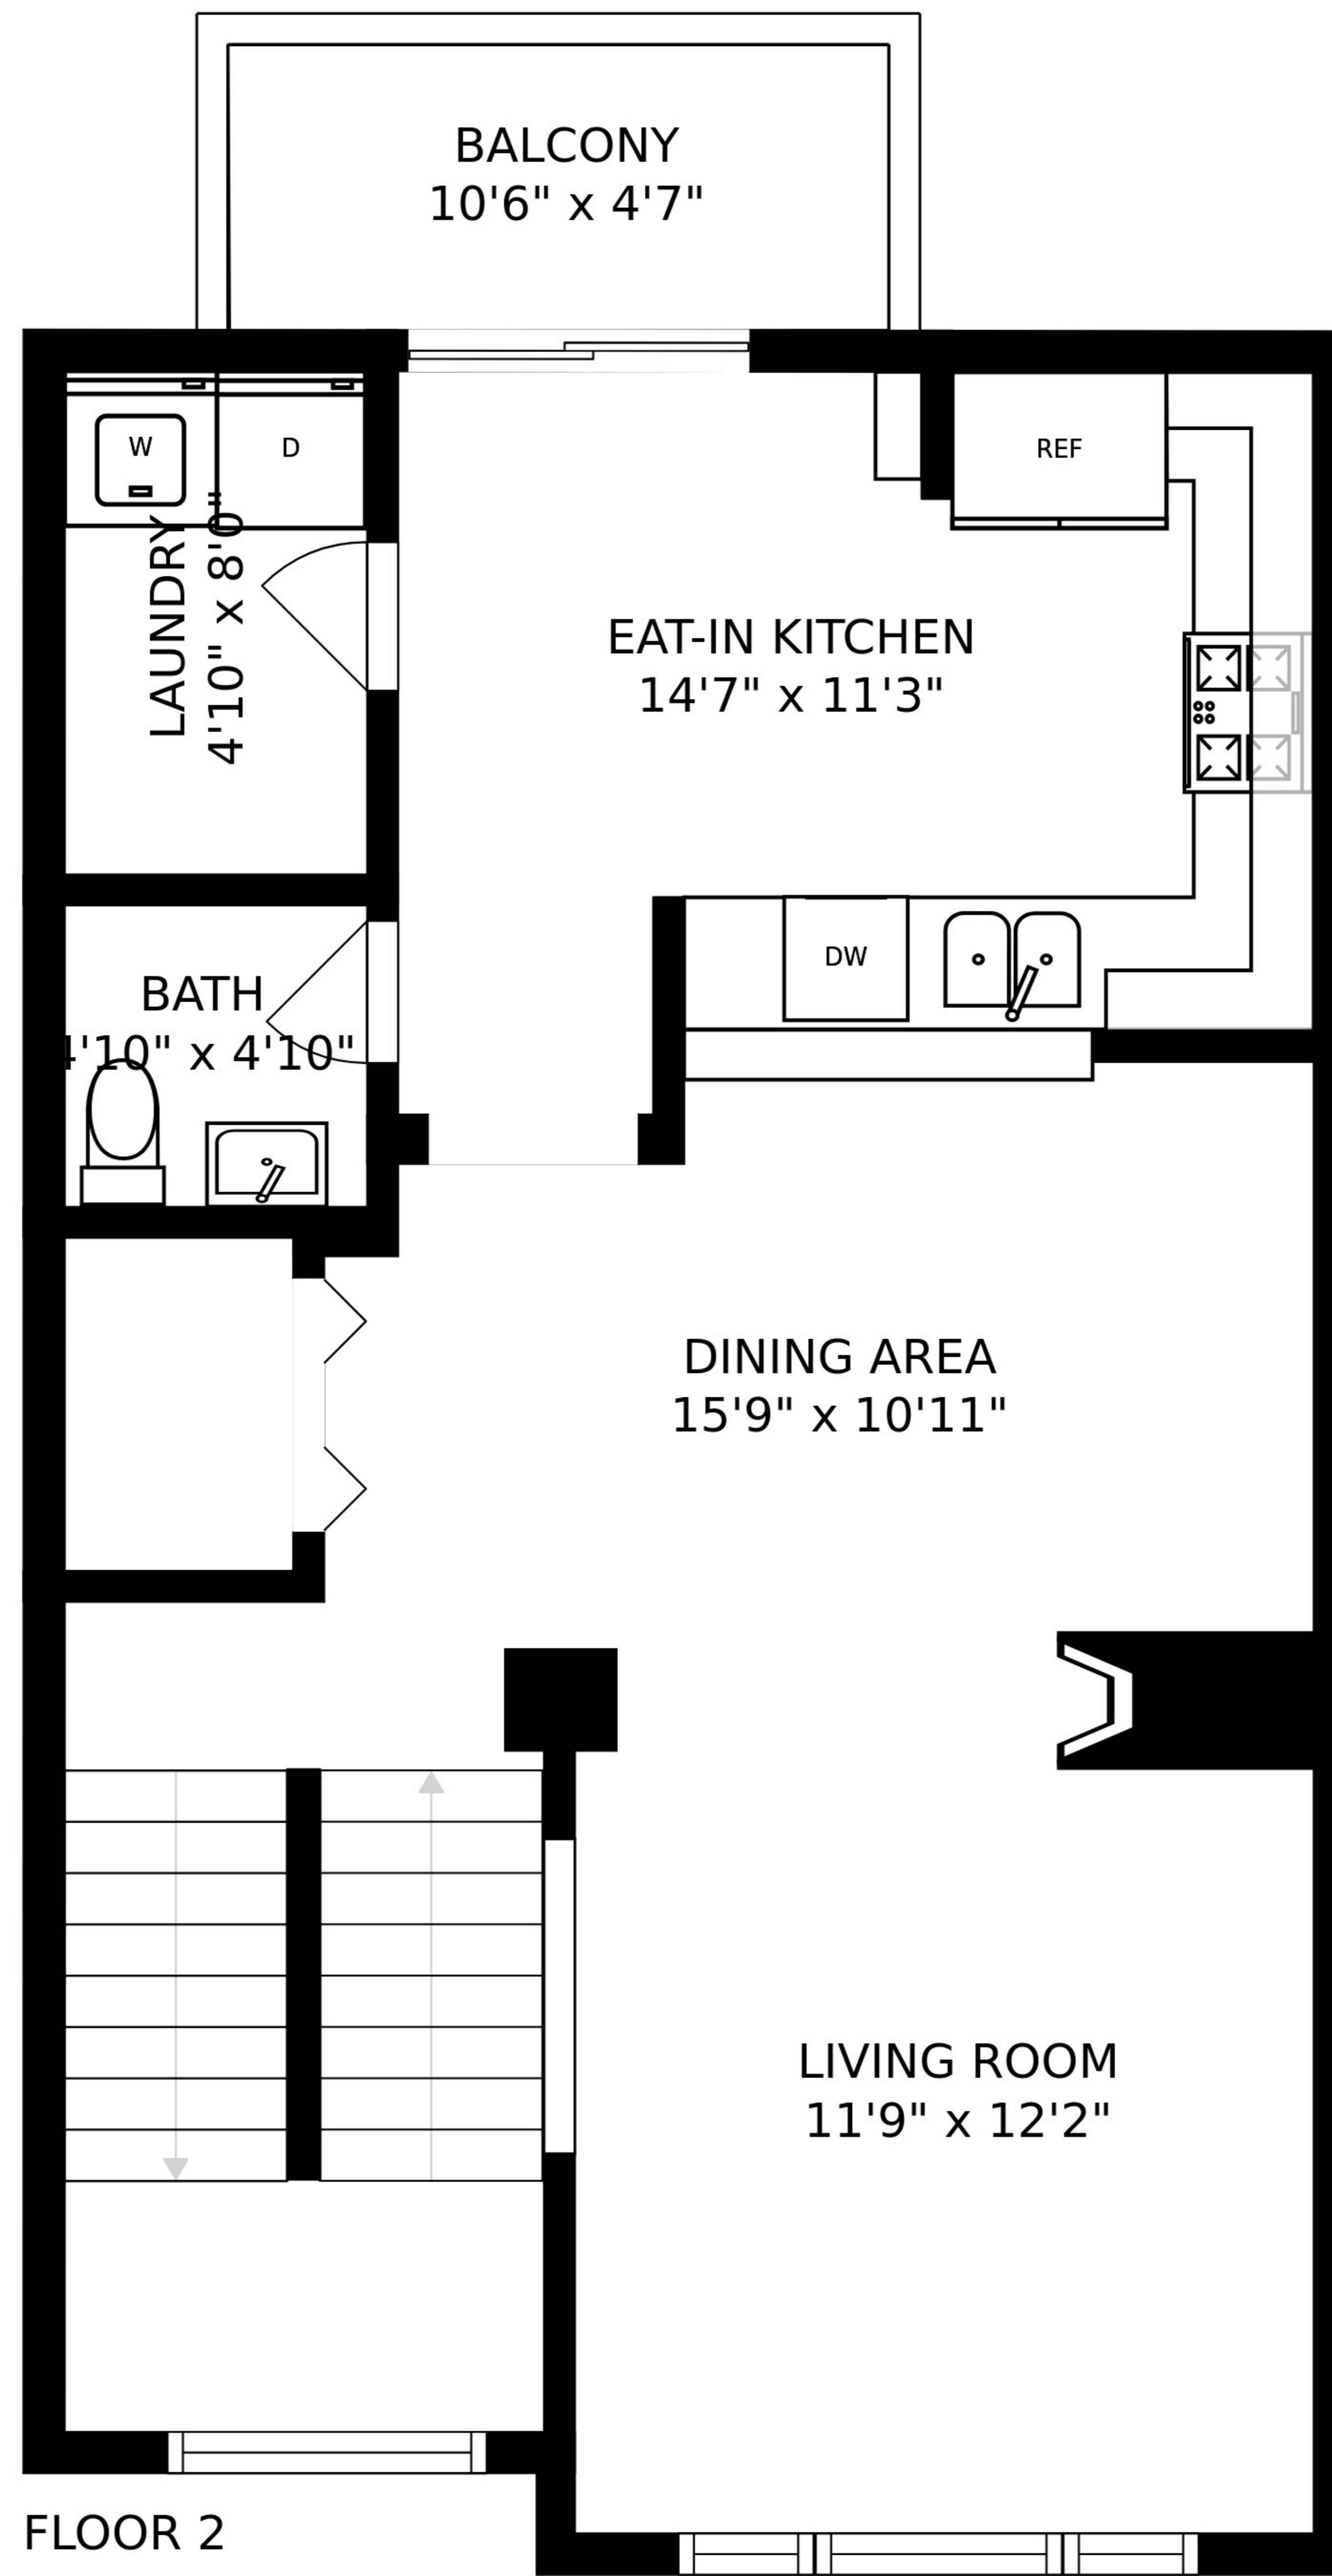 BALCONY
10'6" x 4'7"
W
D
REF
LAUNDRY
4'10" x 8'0"
EAT-IN KITCHEN
14'7" x 11'3"
DW
BATH
4'10" x 4'10"
DINING AREA
15'9" x 10'11"
LIVING ROOM
11'9" x 12'2"
FLOOR 2